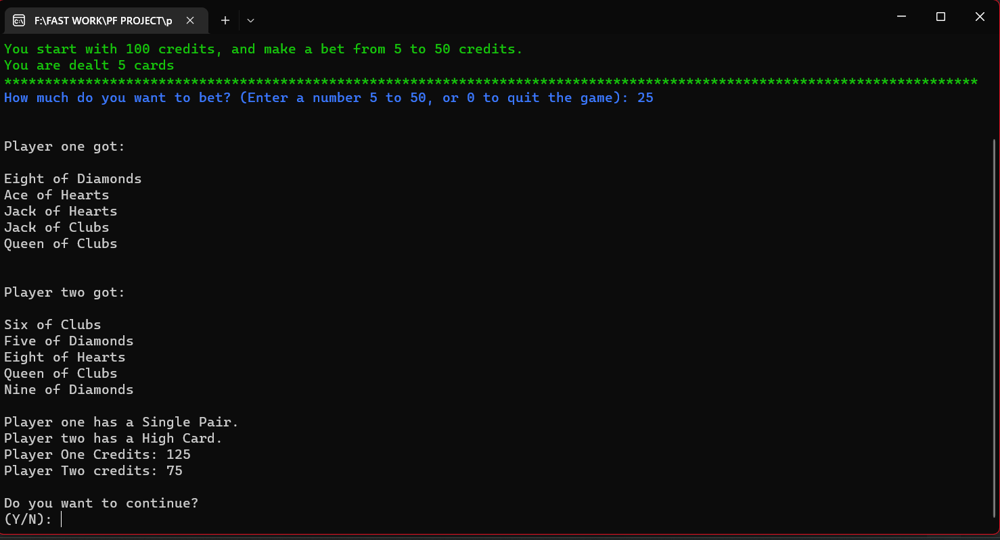 F:\FAST WORK\PF PROJECT\p
You start with 100 credits, and make a bet from 5 to 50 credits.
You are dealt 5 cards
************************************************************************************************************************
How much do you want to bet? (Enter a number 5 to 50, or 0 to quit the game): 25
Player one got:
Eight of Diamonds
Ace of Hearts
Jack of Hearts
Jack of Clubs
Queen of Clubs
Player two got:
Six of Clubs
Five of Diamonds
Eight of Hearts
Queen of Clubs
Nine of Diamonds
Player one has a Single Pair.
Player two has a High Card.
Player One Credits: 125
Player Two credits: 75
Do you want to continue?
(Y/N):